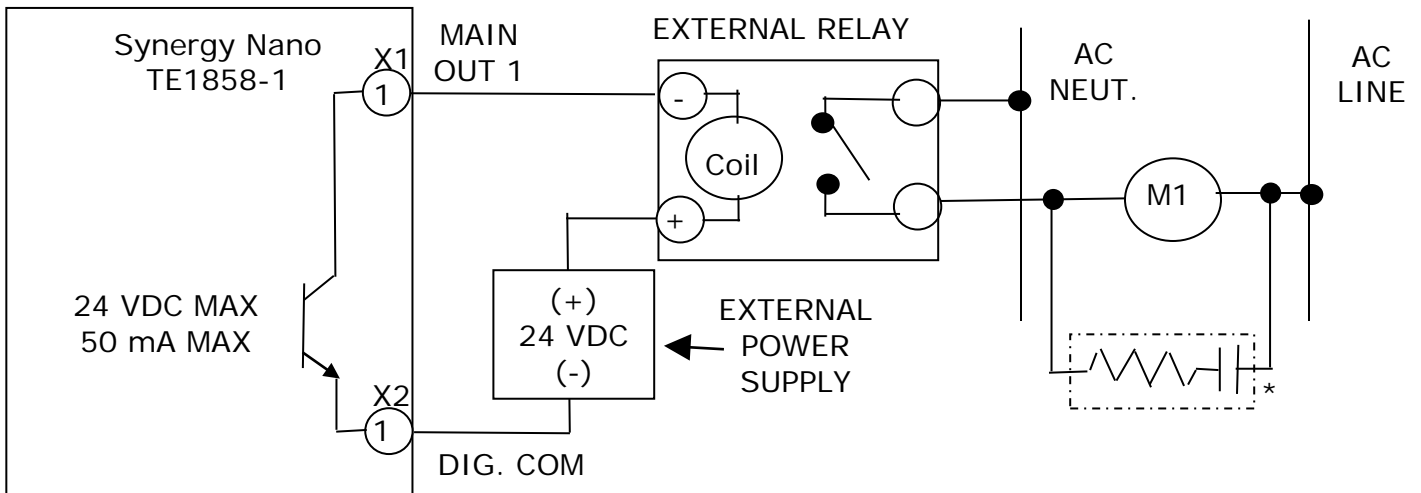 Synergy Nano
TE1858-1
X1
1
MAIN
OUT 1
EXTERNAL RELAY
-
Coil
+
AC
NEUT.
AC
LINE
M1
24 VDC MAX
50 mA MAX
(+)
24 VDC
(-)
EXTERNAL
POWER
SUPPLY
*
X2
1
DIG. COM